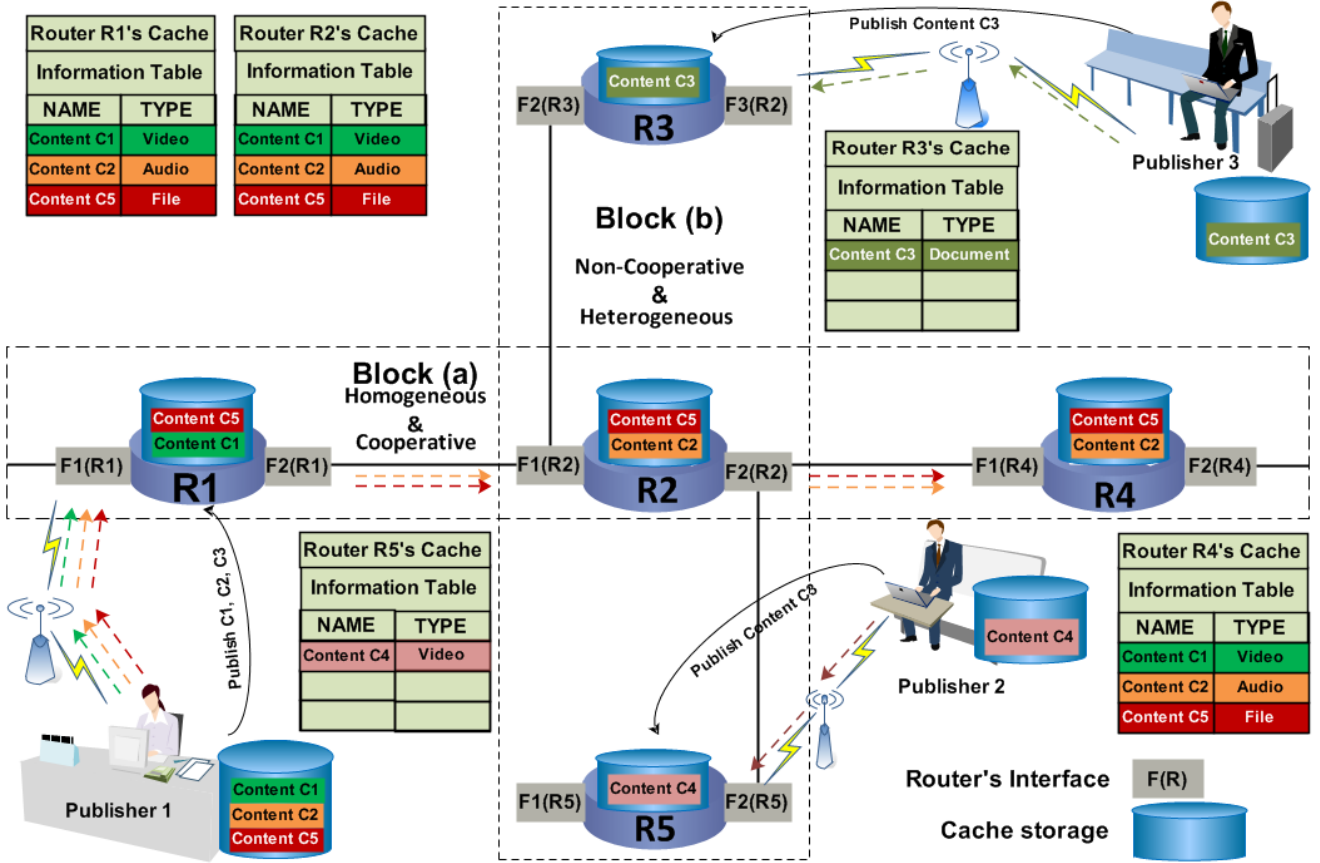 Router R1's Cache
Information Table
NAME TYPE
Content C1 Video
Content C2 Audio
Content C5 File
Router R2's Cache
Information Table
NAME TYPE
Content C1 Video
Content C2 Audio
Content C5 File
Content C3
F2(R3)
F3(R2)
R3
Publish Content C3
Publisher 3
Content C3
Router R3's Cache
Information Table
NAME TYPE
Content C3 Document
Block (b)
Non-Cooperative
&
Heterogeneous
Block (a)
Homogeneous
&
Cooperative
Content C5
Content C1
F1(R1)
F2(R1)
R1
Content C5
Content C2
F1(R2)
F2(R2)
R2
Content C5
Content C2
F1(R4)
F2(R4)
R4
Publish C1, C2, C3
Router R5's Cache
Information Table
NAME TYPE
Content C4 Video
Publish Content C3
Content C4
Publisher 2
Router R4's Cache
Information Table
NAME TYPE
Content C1 Video
Content C2 Audio
Content C5 File
Publisher 1
Content C1
Content C2
Content C5
Content C4
F1(R5)
F2(R5)
R5
Router's Interface F(R)
Cache storage